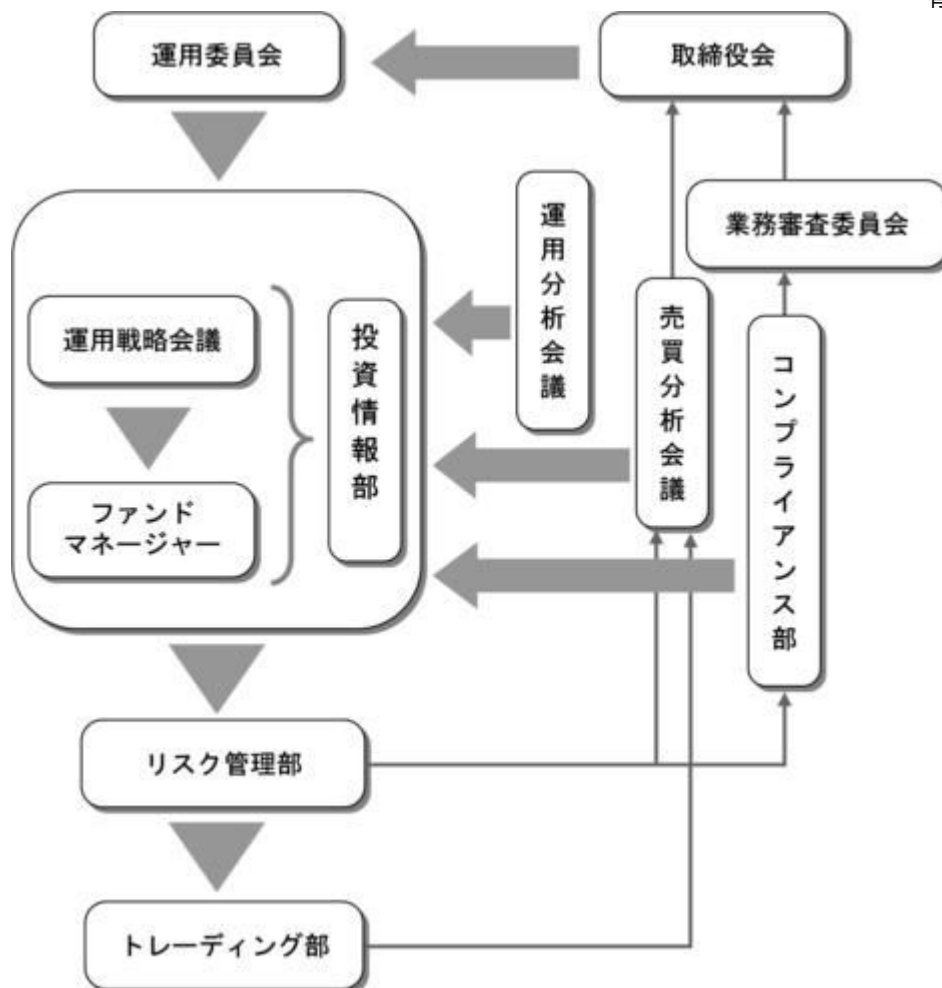 運用委員会
取締役会
業務審査委員会
運用分析会議
売買分析会議
コンプライアンス部
運用戦略会議
投資情報部
ファンド
マネージャー
リスク管理部
トレーディング部